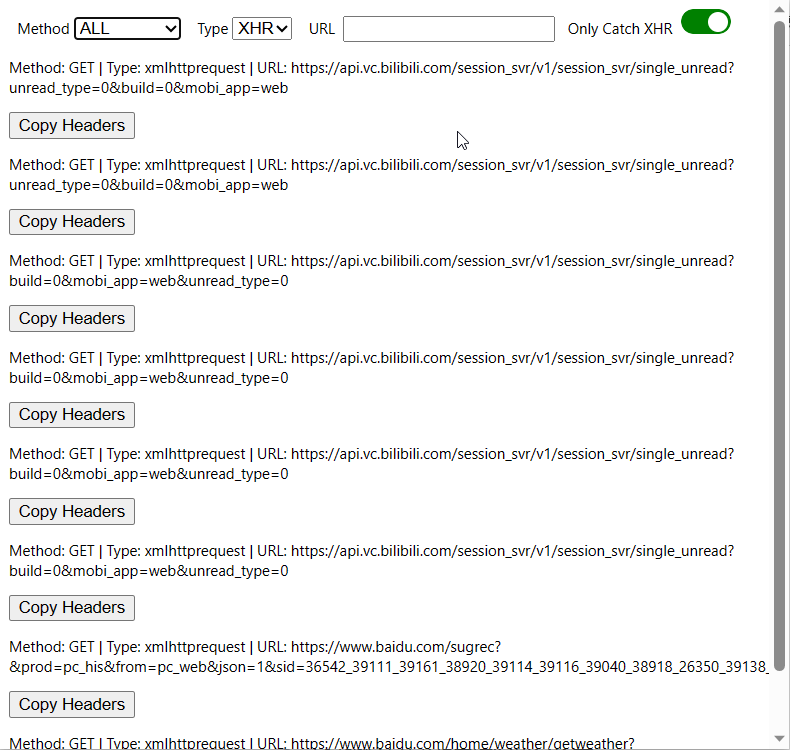 Method ALL Type XHR URL Only Catch XHR
Method: GET | Type: xmlhttprequest | URL: https://api.vc.bilibili.com/session_svr/v1/session_svr/single_unread?
unread_type=0&build=0&mobi_app=web
Copy Headers
Method: GET | Type: xmlhttprequest | URL: https://api.vc.bilibili.com/session_svr/v1/session_svr/single_unread?
unread_type=0&build=0&mobi_app=web
Copy Headers
Method: GET | Type: xmlhttprequest | URL: https://api.vc.bilibili.com/session_svr/v1/session_svr/single_unread?
build=0&mobi_app=web&unread_type=0
Copy Headers
Method: GET | Type: xmlhttprequest | URL: https://api.vc.bilibili.com/session_svr/v1/session_svr/single_unread?
build=0&mobi_app=web&unread_type=0
Copy Headers
Method: GET | Type: xmlhttprequest | URL: https://api.vc.bilibili.com/session_svr/v1/session_svr/single_unread?
build=0&mobi_app=web&unread_type=0
Copy Headers
Method: GET | Type: xmlhttprequest | URL: https://api.vc.bilibili.com/session_svr/v1/session_svr/single_unread?
build=0&mobi_app=web&unread_type=0
Copy Headers
Method: GET | Type: xmlhttprequest | URL: https://www.baidu.com/sugrec?
&prod=pc_his&from=pc_web&json=1&sid=36542_39111_39161_38920_39114_39116_39040_38918_26350_39138_
Copy Headers
Method: GET | Type: xmlhttprequest | URL: https://www.baidu.com/home/weather/getweather?